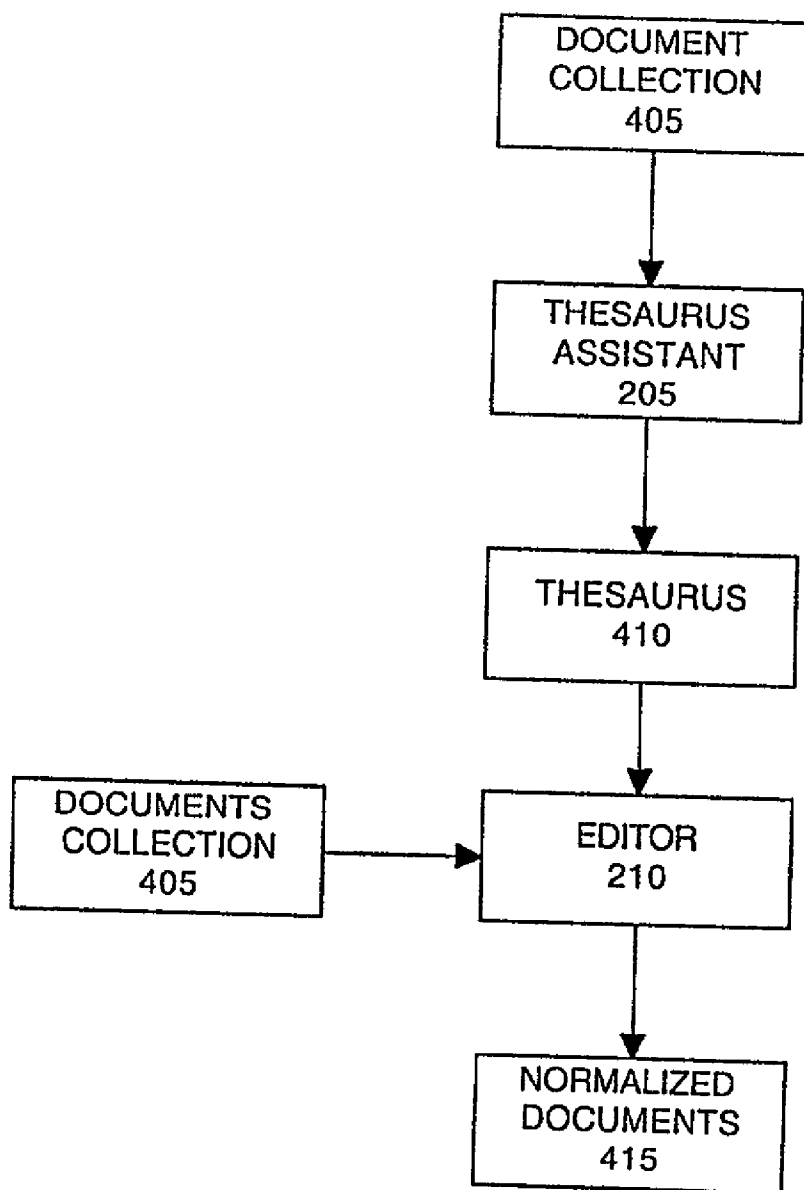 DOCUMENT
COLLECTION
405
THESAURUS
ASSISTANT
205
THESAURUS
410
DOCUMENTS
COLLECTION
405
EDITOR
210
NORMALIZED
DOCUMENTS
415